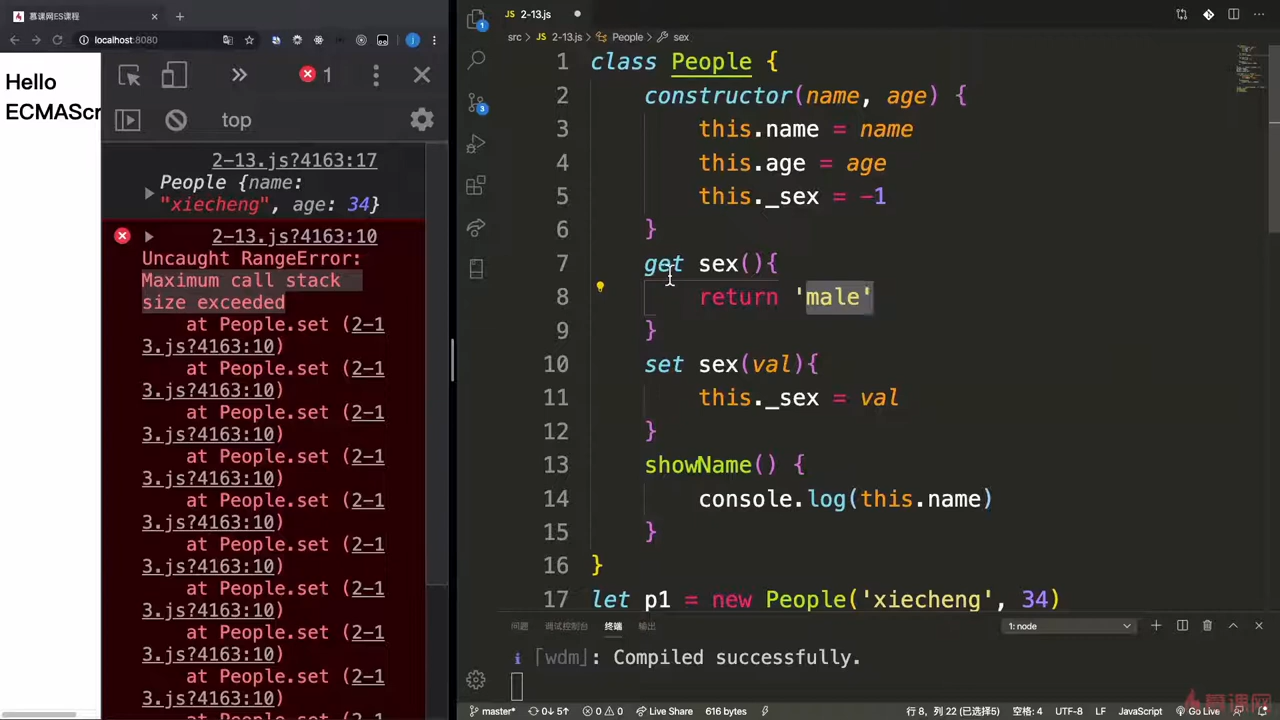 慕课网ES课程
localhost:8080
Hello
ECMAScr
1
top
2-13.js?4163:17
People {name:
"xiecheng", age: 34}
2-13.js?4163:10
Uncaught RangeError:
Maximum call stack
size exceeded
at People.set (2-1
3.js?4163:10)
at People.set (2-1
3.js?4163:10)
at People.set (2-1
3.js?4163:10)
at People.set (2-1
3.js?4163:10)
at People.set (2-1
3.js?4163:10)
at People.set (2-1
3.js?4163:10)
at People.set (2-1
3.js?4163:10)
at People.set (2-1
3.js?4163:10)
at People.set (2-1
3.js?4163:10)
JS 2-13.js
src > JS 2-13.js > People > sex
1 class People {
2 constructor(name, age) {
3 this.name = name
4 this.age = age
5 this._sex = -1
6 }
7 get sex(){
8 return 'male'
9 }
10 set sex(val){
11 this._sex = val
12 }
13 showName() {
14 console.log(this.name)
15 }
16 }
17 let p1 = new People('xiecheng', 34)
问题 调试控制台 终端 输出
1: node
i ｢wdm｣: Compiled successfully.
master* 0↓ 5↑ 0 0 Live Share 616 bytes
行 8, 列 22 (已选择5) 空格: 4 UTF-8 LF JavaScript Go Live
慕课网